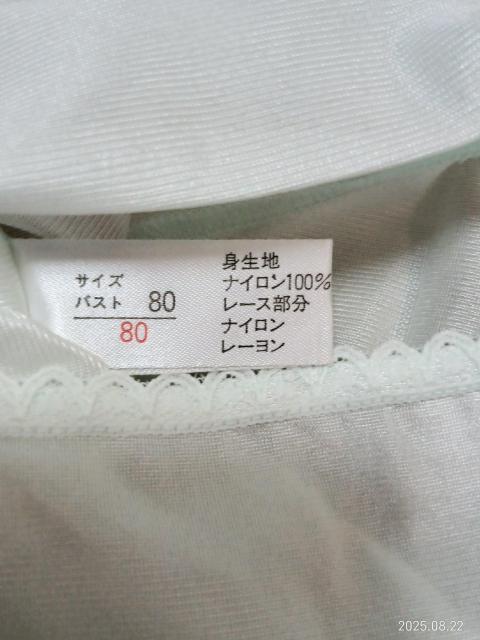 サイズ
バスト 80
80
身生地
ナイロン100%
レース部分
ナイロン
レーヨン
2025.08.22